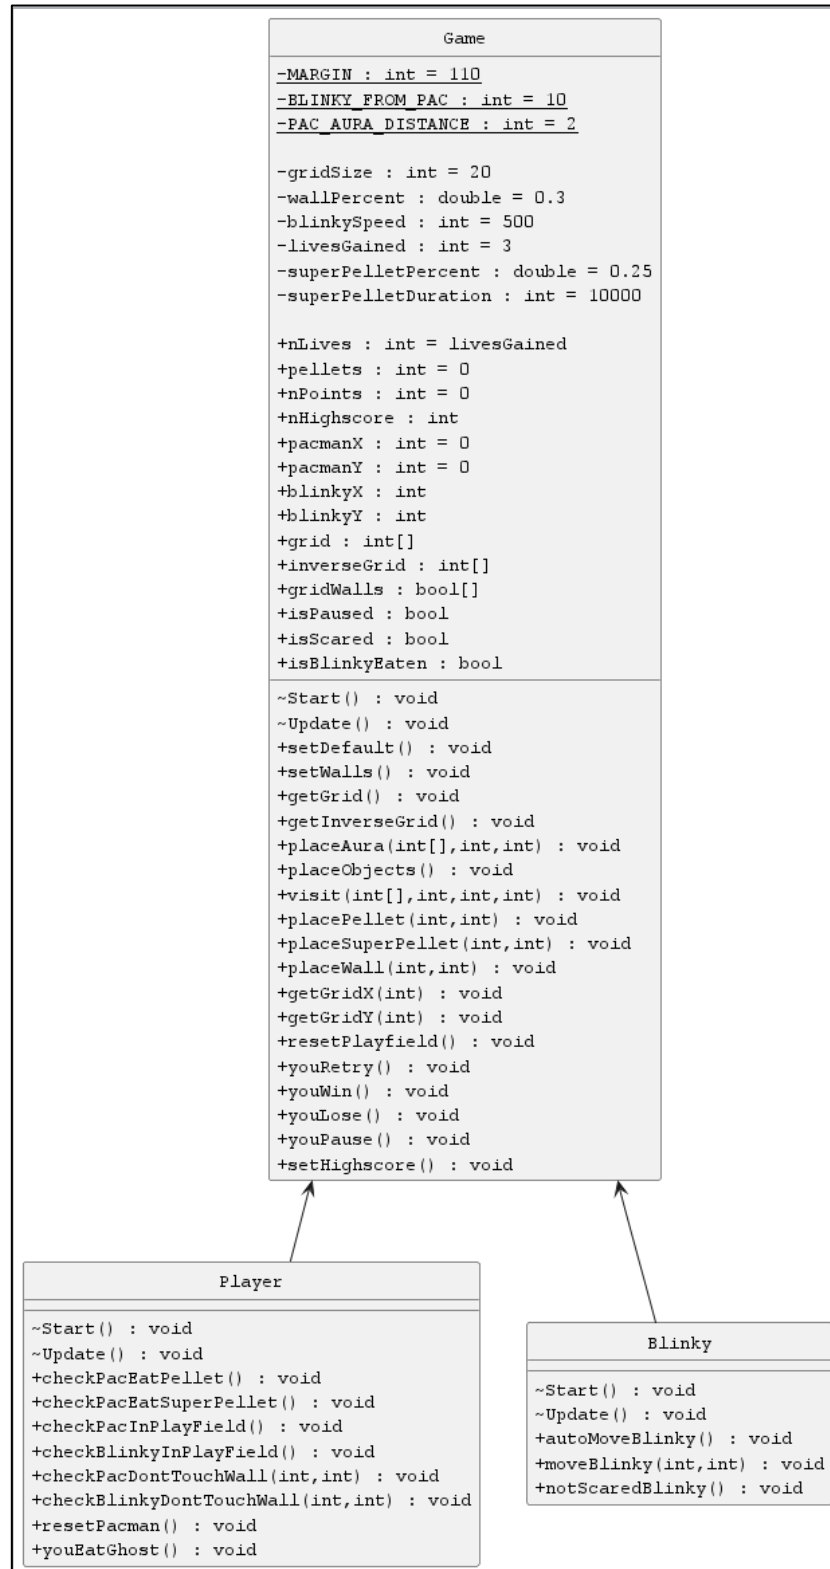 Game
-MARGIN : int = 110
-BLINKY_FROM_PAC : int = 10
-PAC_AURA_DISTANCE : int = 2
-gridSize : int = 20
-wallPercent : double = 0.3
-blinkySpeed : int = 500
-livesGained : int = 3
-superPelletPercent : double = 0.25
-superPelletDuration : int = 10000
+nLives : int = livesGained
+pellets : int = 0
+nPoints : int = 0
+nHighscore : int
+pacmanX : int = 0
+pacmanY : int = 0
+blinkyX : int
+blinkyY : int
+grid : int[]
+inverseGrid : int[]
+gridWalls : bool[]
+isPaused : bool
+isScared : bool
+isBlinkyEaten : bool
~Start() : void
~Update() : void
+setDefault() : void
+setWalls() : void
+getGrid() : void
+getInverseGrid() : void
+placeAura(int[],int,int) : void
+placeObjects() : void
+visit(int[],int,int,int) : void
+placePellet(int,int) : void
+placeSuperPellet(int,int) : void
+placeWall(int,int) : void
+getGridX(int) : void
+getGridY(int) : void
+resetPlayfield() : void
+youRetry() : void
+youWin() : void
+youLose() : void
+youPause() : void
+setHighscore() : void
Player
~Start() : void
~Update() : void
+checkPacEatPellet() : void
+checkPacEatSuperPellet() : void
+checkPacInPlayField() : void
+checkBlinkyInPlayField() : void
+checkPacDontTouchWall(int,int) : void
+checkBlinkyDontTouchWall(int,int) : void
+resetPacman() : void
+youEatGhost() : void
Blinky
~Start() : void
~Update() : void
+autoMoveBlinky() : void
+moveBlinky(int,int) : void
+notScaredBlinky() : void